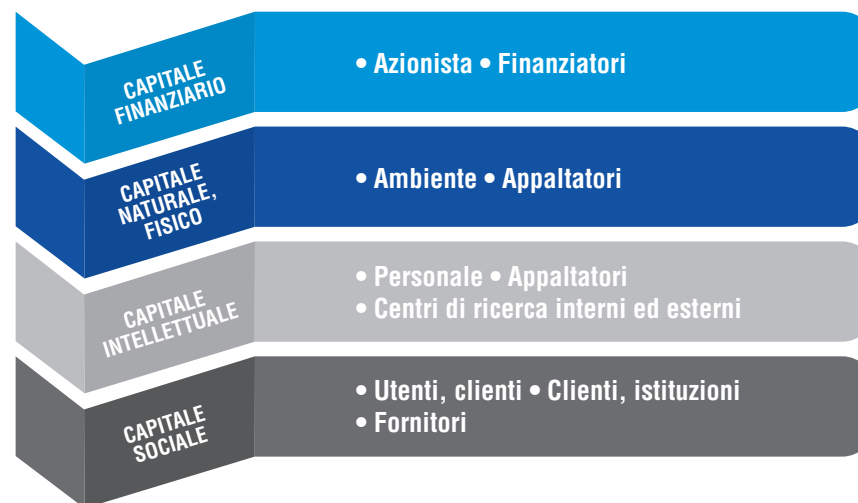 CAPITALE
FINANZIARIO
• Azionista • Finanziatori
CAPITALE
NATURALE,
FISICO
• Ambiente • Appaltatori
CAPITALE
INTELLETTUALE
• Personale • Appaltatori
• Centri di ricerca interni ed esterni
CAPITALE
SOCIALE
• Utenti, clienti • Clienti, istituzioni
• Fornitori